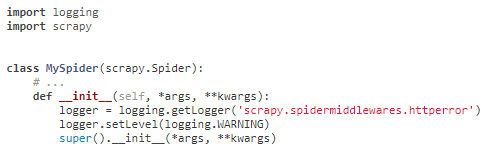 import logging
import scrapy
class MySpider(scrapy.Spider):
    # ...
    def __init__(self, *args, **kwargs):
        logger = logging.getLogger('scrapy.spidermiddlewares.httperror')
        logger.setLevel(logging.WARNING)
        super().__init__(*args, **kwargs)